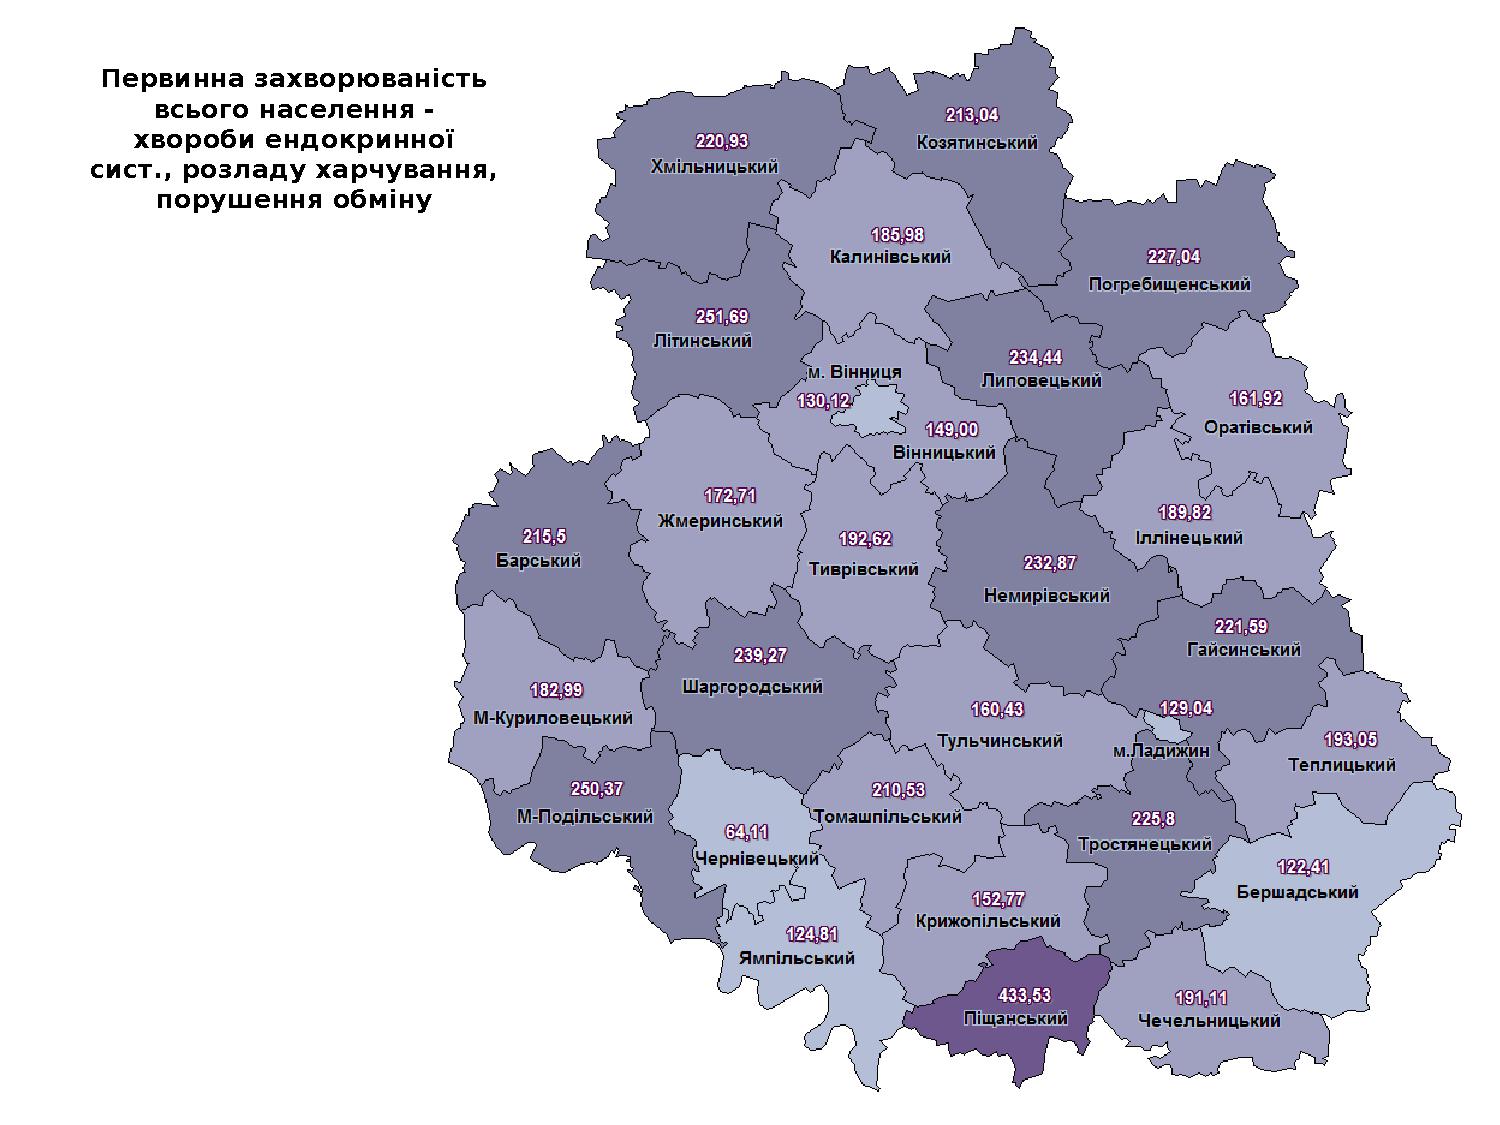 Первинна захворюваність
всього населення -
хвороби ендокринної
сист., розладу харчування,
порушення обміну
213,04
Козятинський
220,93
Хмільницький
185,98
Калинівський
227,04
Погребищенський
251,69
Літинський
234,44
Липовецький
м. Вінниця
130,12
161,92
Оратівський
149,00
Вінницький
172,71
Жмеринський
189,82
Іллінецький
215,5
Барський
192,62
Тиврівський
232,87
Немирівський
221,59
Гайсинський
239,27
Шаргородський
182,99
М-Куриловецький
160,43
Тульчинський
129,04
м.Ладижин
193,05
Теплицький
250,37
М-Подільський
210,53
Томашпільський
225,8
Тростянецький
64,11
Чернівецький
122,41
Бершадський
152,77
Крижопільський
124,81
Ямпільський
433,53
Піщанський
191,11
Чечельницький